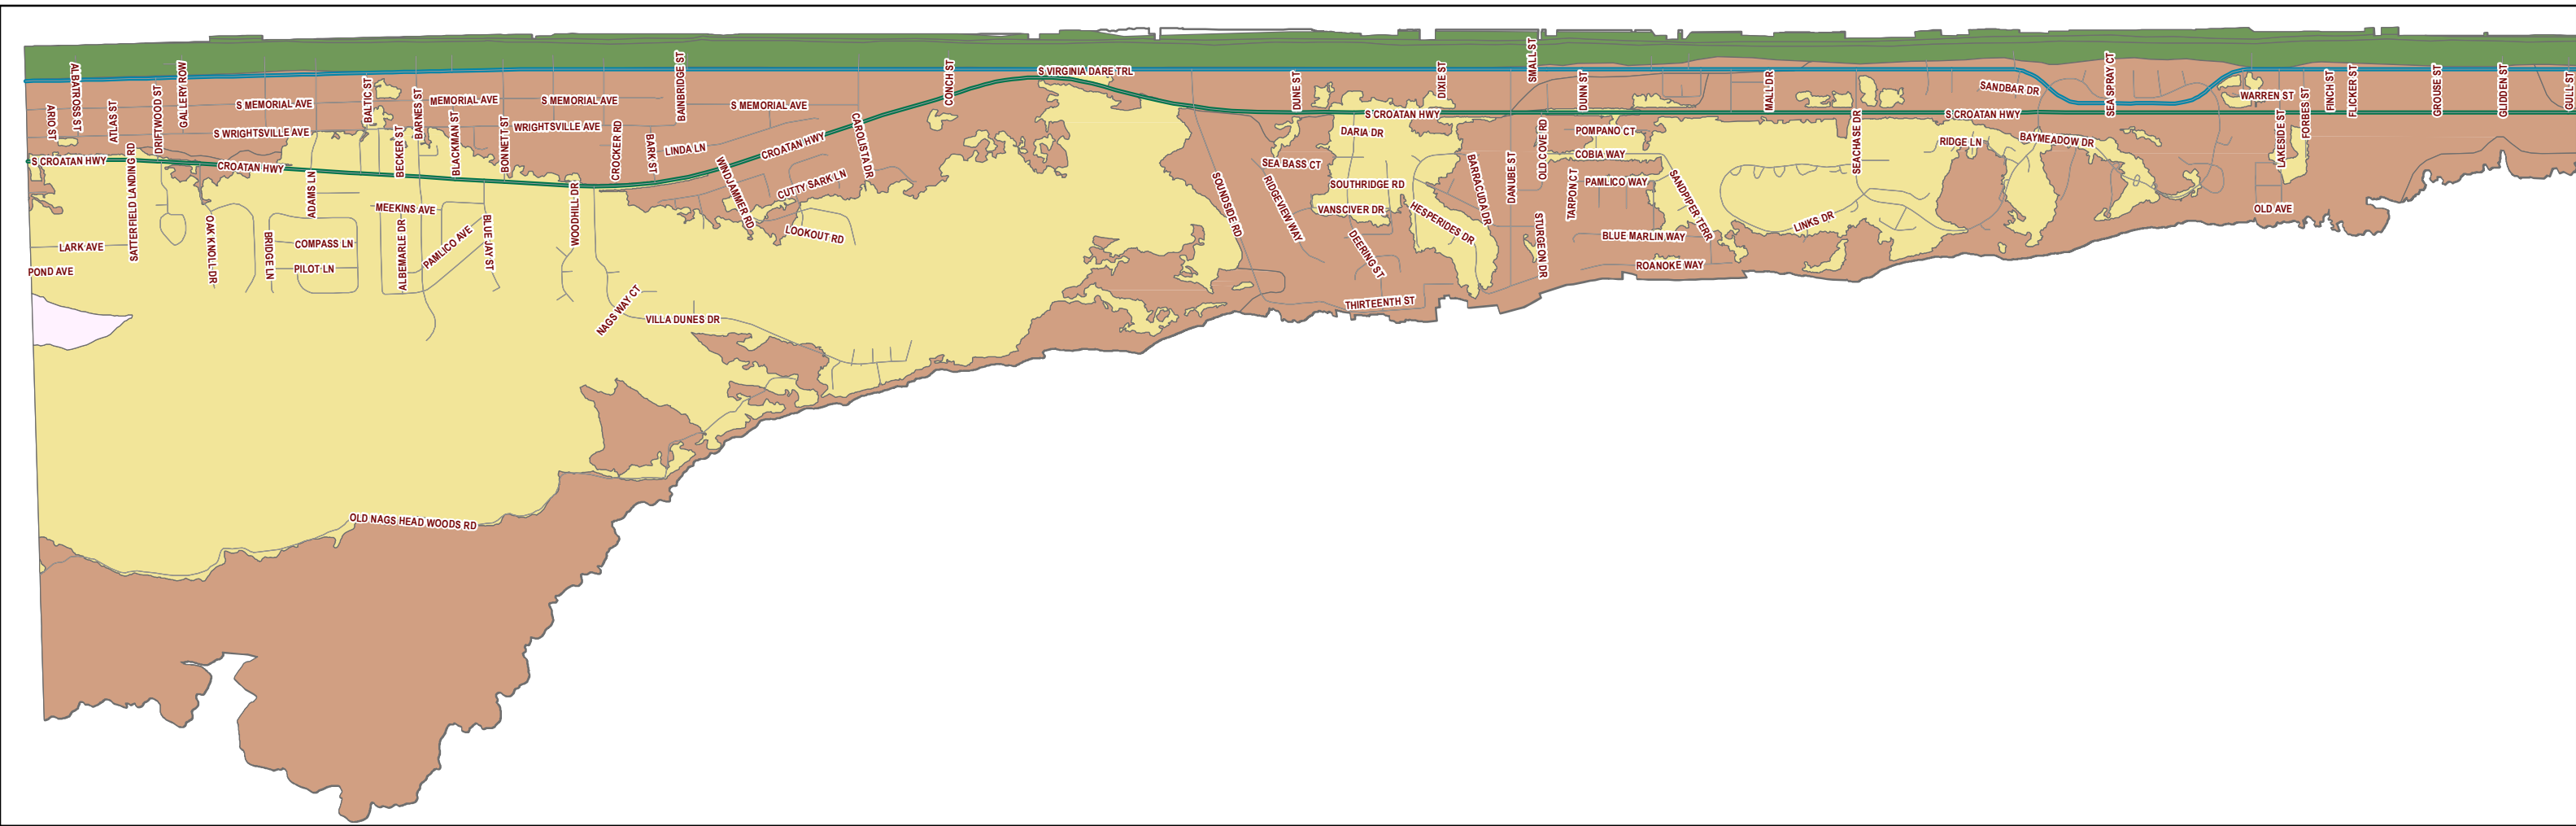 ALBATROSS ST
ARIO ST
ATLAS ST
DRIFTWOOD ST
GALLERY ROW
S MEMORIAL AVE
S WRIGHTSVILLE AVE
BALTIC ST
BARNES ST
MEMORIAL AVE
BECKER ST
BLACKMAN ST
BONNETT ST
WRIGHTSVILLE AVE
S MEMORIAL AVE
CROCKER RD
BARK ST
BAINBRIDGE ST
S MEMORIAL AVE
LINDA LN
CROATAN HWY
CAROLISTA DR
CONCH ST
S VIRGINIA DARE TRL
S CROATAN HWY
CROATAN HWY
SATTERFIELD LANDING RD
ADAMS LN
MEEKINS AVE
OAK KNOLL DR
BRIDGE LN
COMPASS LN
PILOT LN
ALBEMARLE DR
PAMLICO AVE
BLUE JAY ST
WOODHILL DR
WINDJAMMER RD
CUTTY SARK LN
LOOKOUT RD
LARK AVE
POND AVE
NAGS WAY CT
VILLA DUNES DR
OLD NAGS HEAD WOODS RD
SOUNDSIDE RD
DUNE ST
DIXIE ST
S CROATAN HWY
DARIA DR
SEA BASS CT
RIDGEVIEW WAY
SOUTHRIDGE RD
VANSCIVER DR
HESPERIDES DR
DEERING ST
THIRTEENTH ST
BARRACUDA DR
DANUBE ST
SMALL ST
OLD COVE RD
DUNN ST
POMPANO CT
COBIA WAY
TARPON CT
PAMLICO WAY
SANDPIPER TERR
STURGEON DR
BLUE MARLIN WAY
ROANOKE WAY
MALL DR
SEACHASE DR
LINKS DR
SANDBAR DR
S CROATAN HWY
RIDGE LN
BAYMEADOW DR
SEA SPRAY CT
WARREN ST
LAKESIDE ST
FORBES ST
OLD AVE
FINCH ST
FLICKER ST
GROUSE ST
GLIDDEN ST
GULL ST